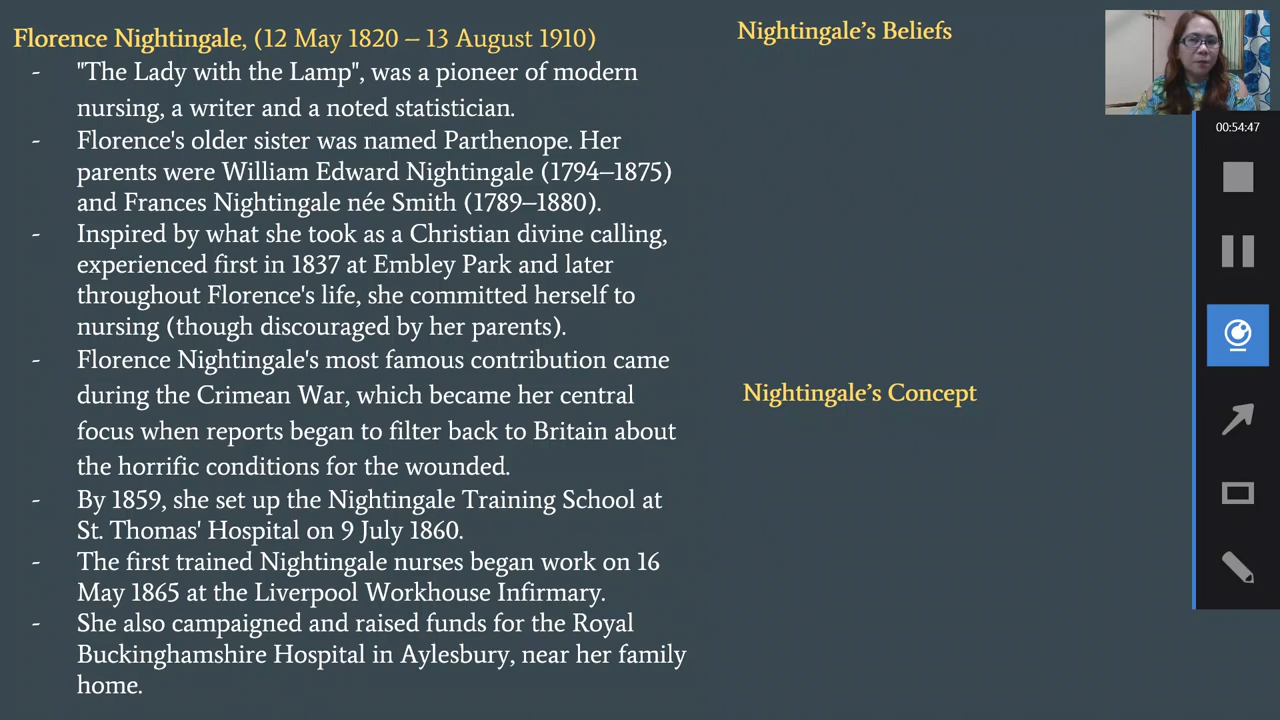 Florence Nightingale, (12 May 1820 – 13 August 1910)
- "The Lady with the Lamp", was a pioneer of modern
nursing, a writer and a noted statistician.
- Florence's older sister was named Parthenope. Her
parents were William Edward Nightingale (1794–1875)
and Frances Nightingale née Smith (1789–1880).
- Inspired by what she took as a Christian divine calling,
experienced first in 1837 at Embley Park and later
throughout Florence's life, she committed herself to
nursing (though discouraged by her parents).
- Florence Nightingale's most famous contribution came
during the Crimean War, which became her central
focus when reports began to filter back to Britain about
the horrific conditions for the wounded.
- By 1859, she set up the Nightingale Training School at
St. Thomas' Hospital on 9 July 1860.
- The first trained Nightingale nurses began work on 16
May 1865 at the Liverpool Workhouse Infirmary.
- She also campaigned and raised funds for the Royal
Buckinghamshire Hospital in Aylesbury, near her family
home.
Nightingale’s Beliefs
Nightingale’s Concept
00:54:47